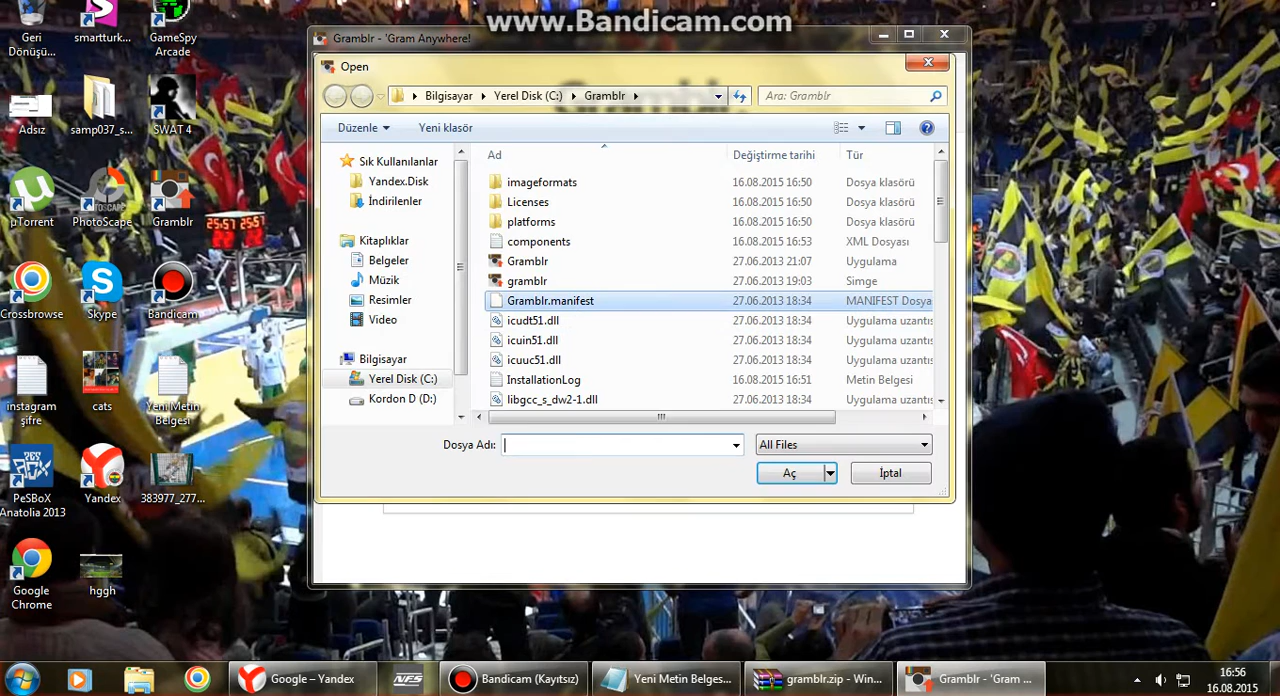 www.Bandicam.com
Geri
Dönüşü...
smartturk...
GameSpy
Arcade
Adsız
samp037_s...
SWAT 4
µTorrent
PhotoScape
Gramblr
Crossbrowse
Skype
Bandicam
instagram
şifre
cats
Yeni Metin
Belgesi
PeSBoX
Anatolia 2013
Yandex
383977_277...
Google
Chrome
hggh
25:57 25:57
Gramblr - 'Gram Anywhere!
Open
Bilgisayar
Yerel Disk (C:)
Gramblr
Ara: Gramblr
Düzenle
Yeni klasör
Sık Kullanılanlar
Yandex.Disk
İndirilenler
Kitaplıklar
Belgeler
Müzik
Resimler
Video
Bilgisayar
Yerel Disk (C:)
Kordon D (D:)
Ad Değiştirme tarihi Tür
imageformats 16.08.2015 16:50 Dosya klasörü
Licenses 16.08.2015 16:50 Dosya klasörü
platforms 16.08.2015 16:50 Dosya klasörü
components 16.08.2015 16:53 XML Dosyası
Gramblr 27.06.2013 21:07 Uygulama
gramblr 27.06.2013 19:03 Simge
Gramblr.manifest 27.06.2013 18:34 MANIFEST Dosya
icudt51.dll 27.06.2013 18:34 Uygulama uzantıs
icuin51.dll 27.06.2013 18:34 Uygulama uzantıs
icuuc51.dll 27.06.2013 18:34 Uygulama uzantıs
InstallationLog 16.08.2015 16:51 Metin Belgesi
libgcc_s_dw2-1.dll 27.06.2013 18:34 Uygulama uzantıs
Dosya Adı:
All Files
Aç
İptal
Google – Yandex
NFS
Bandicam (Kayıtsız)
Yeni Metin Belges...
gramblr.zip - Win...
Gramblr - 'Gram ...
16:56
16.08.2015